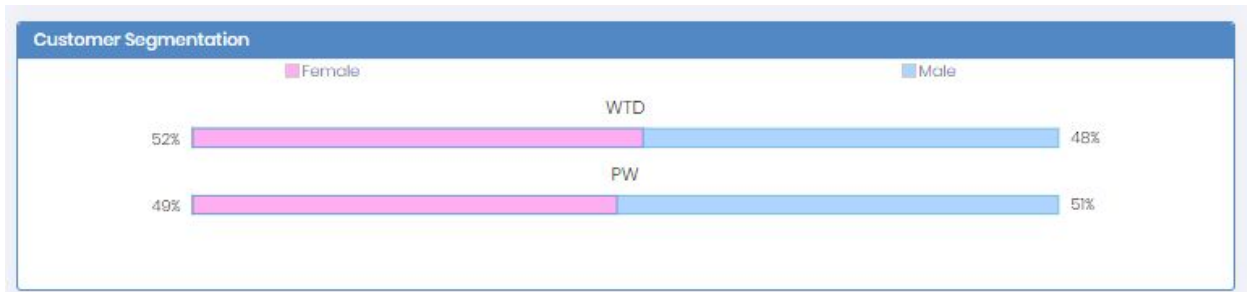 Customer Segmentation
Female Male
WTD
52% 48%
PW
49% 51%